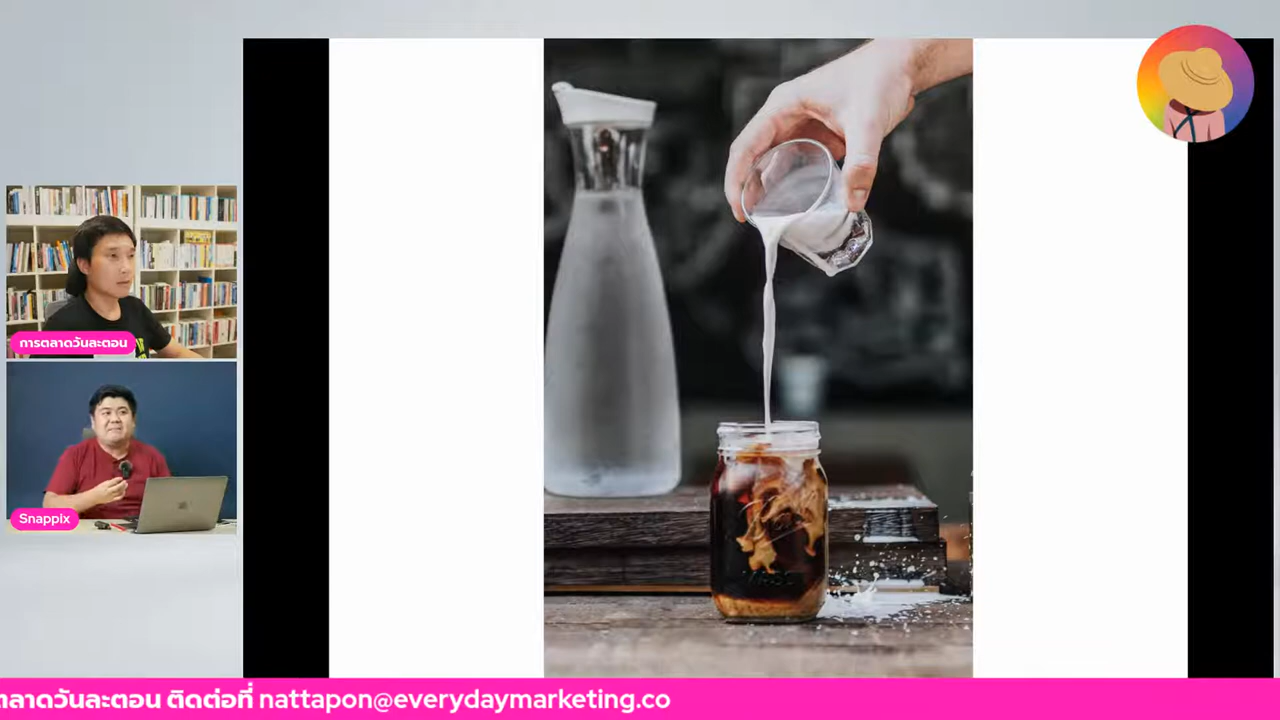 การตลาดวันละตอน
Snappix
ตลาดวันละตอน ติดต่อที่ nattapon@everydaymarketing.co